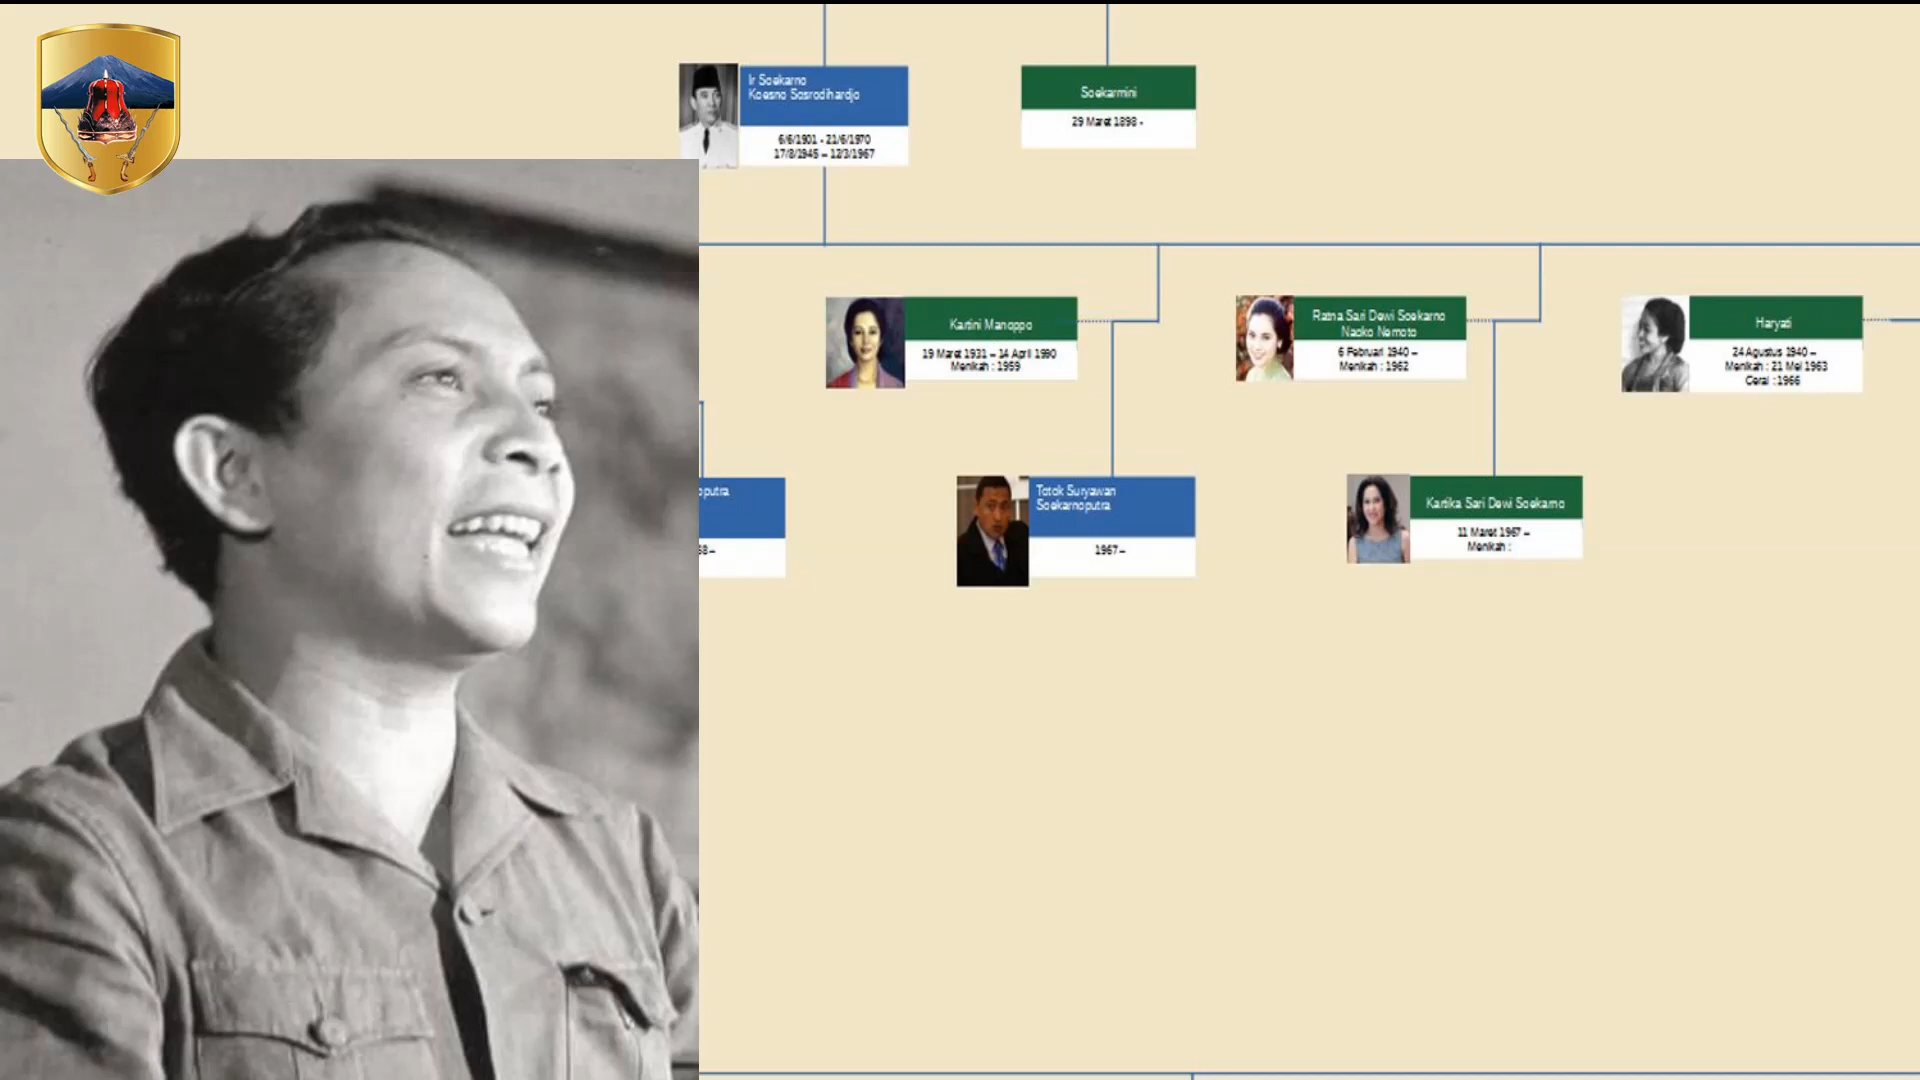 Ir Soekarno
Koesno Sosrodihardjo
6/6/1901 - 21/6/1970
17/8/1945 – 12/3/1967
Soekarmini
29 Maret 1898 -
Kartini Manoppo
19 Maret 1931 – 14 April 1990
Menikah : 1959
Ratna Sari Dewi Soekarno
Naoko Nemoto
6 Februari 1940 –
Menikah : 1962
Haryati
24 Agustus 1940 –
Menikah : 21 Mei 1963
Cerai : 1966
oputra
68 –
Totok Suryawan
Soekarnoputra
1967 –
Kartika Sari Dewi Soekarno
11 Maret 1967 –
Menikah :